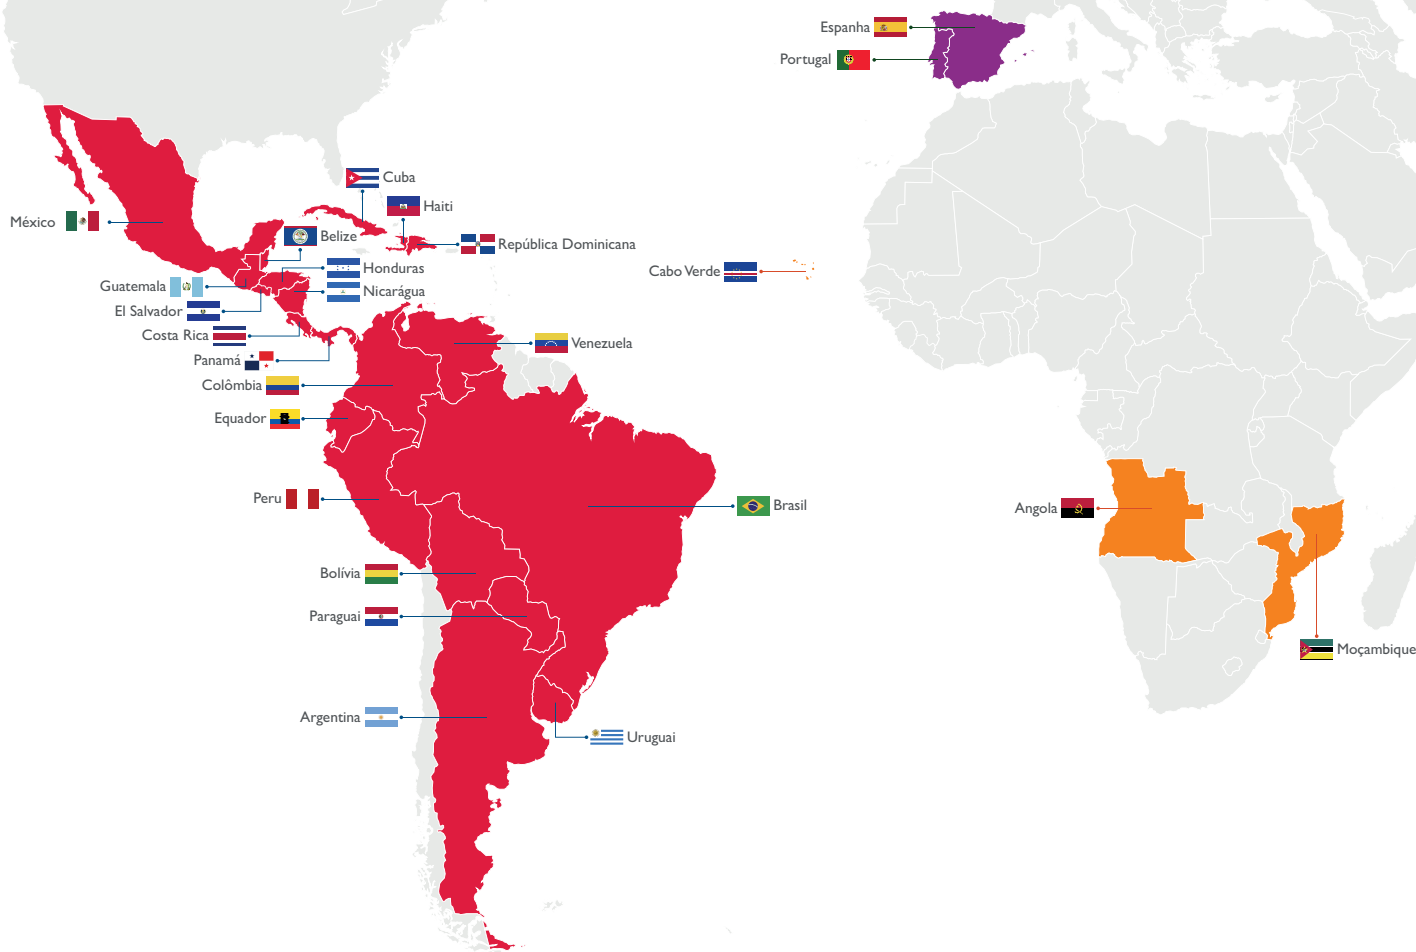 Espanha
Portugal
Cuba
Haiti
México
Belize
República Dominicana
Honduras
Cabo Verde
Guatemala
Nicarágua
El Salvador
Costa Rica
Venezuela
Panamá
Colômbia
Equador
Peru
Brasil
Angola
Bolívia
Paraguai
Moçambique
Argentina
Uruguai